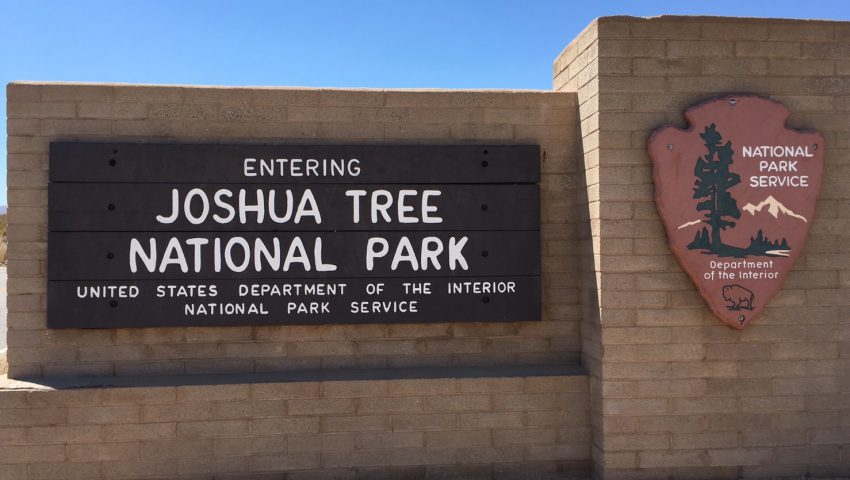 ENTERING
JOSHUA TREE
NATIONAL PARK
UNITED STATES DEPARTMENT OF THE INTERIOR
NATIONAL PARK SERVICE
NATIONAL
PARK
SERVICE
Department
of the Interior